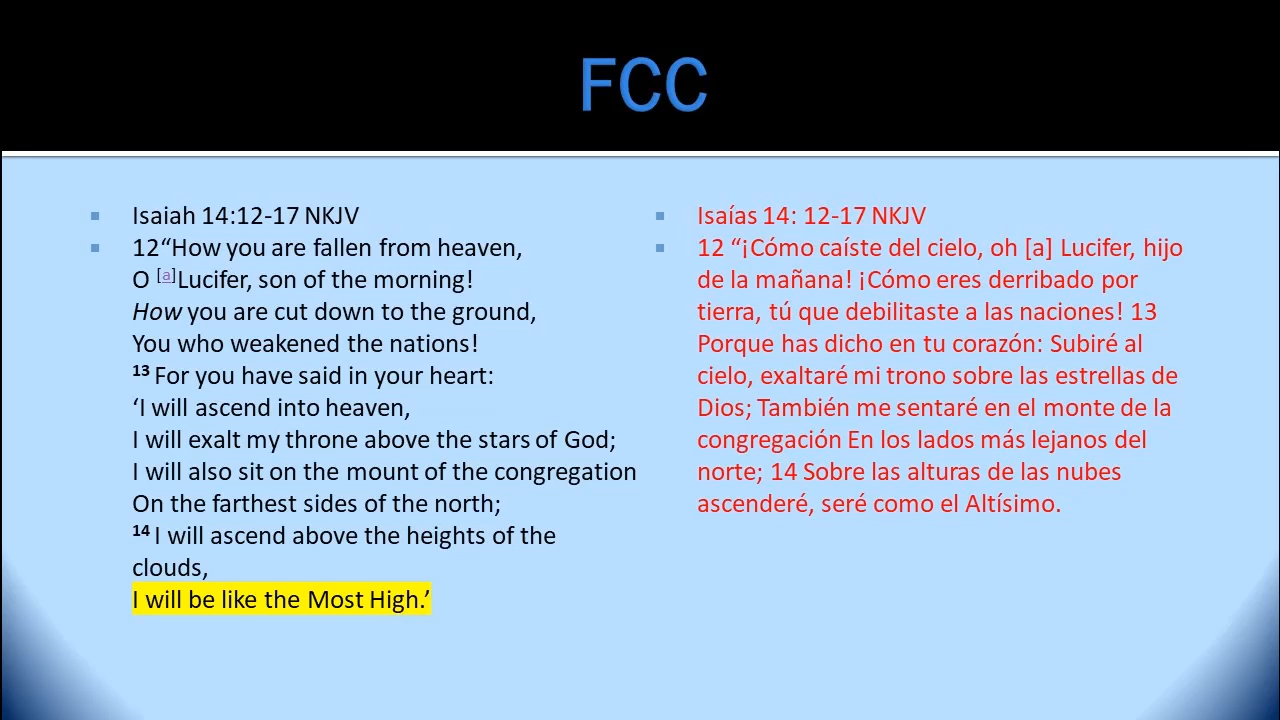 FCC
Isaiah 14:12-17 NKJV
12“How you are fallen from heaven,
O [a]Lucifer, son of the morning!
How you are cut down to the ground,
You who weakened the nations!
13 For you have said in your heart:
‘I will ascend into heaven,
I will exalt my throne above the stars of God;
I will also sit on the mount of the congregation
On the farthest sides of the north;
14 I will ascend above the heights of the
clouds,
I will be like the Most High.’
Isaías 14: 12-17 NKJV
12 “¡Cómo caíste del cielo, oh [a] Lucifer, hijo
de la mañana! ¡Cómo eres derribado por
tierra, tú que debilitaste a las naciones! 13
Porque has dicho en tu corazón: Subiré al
cielo, exaltaré mi trono sobre las estrellas de
Dios; También me sentaré en el monte de la
congregación En los lados más lejanos del
norte; 14 Sobre las alturas de las nubes
ascenderé, seré como el Altísimo.